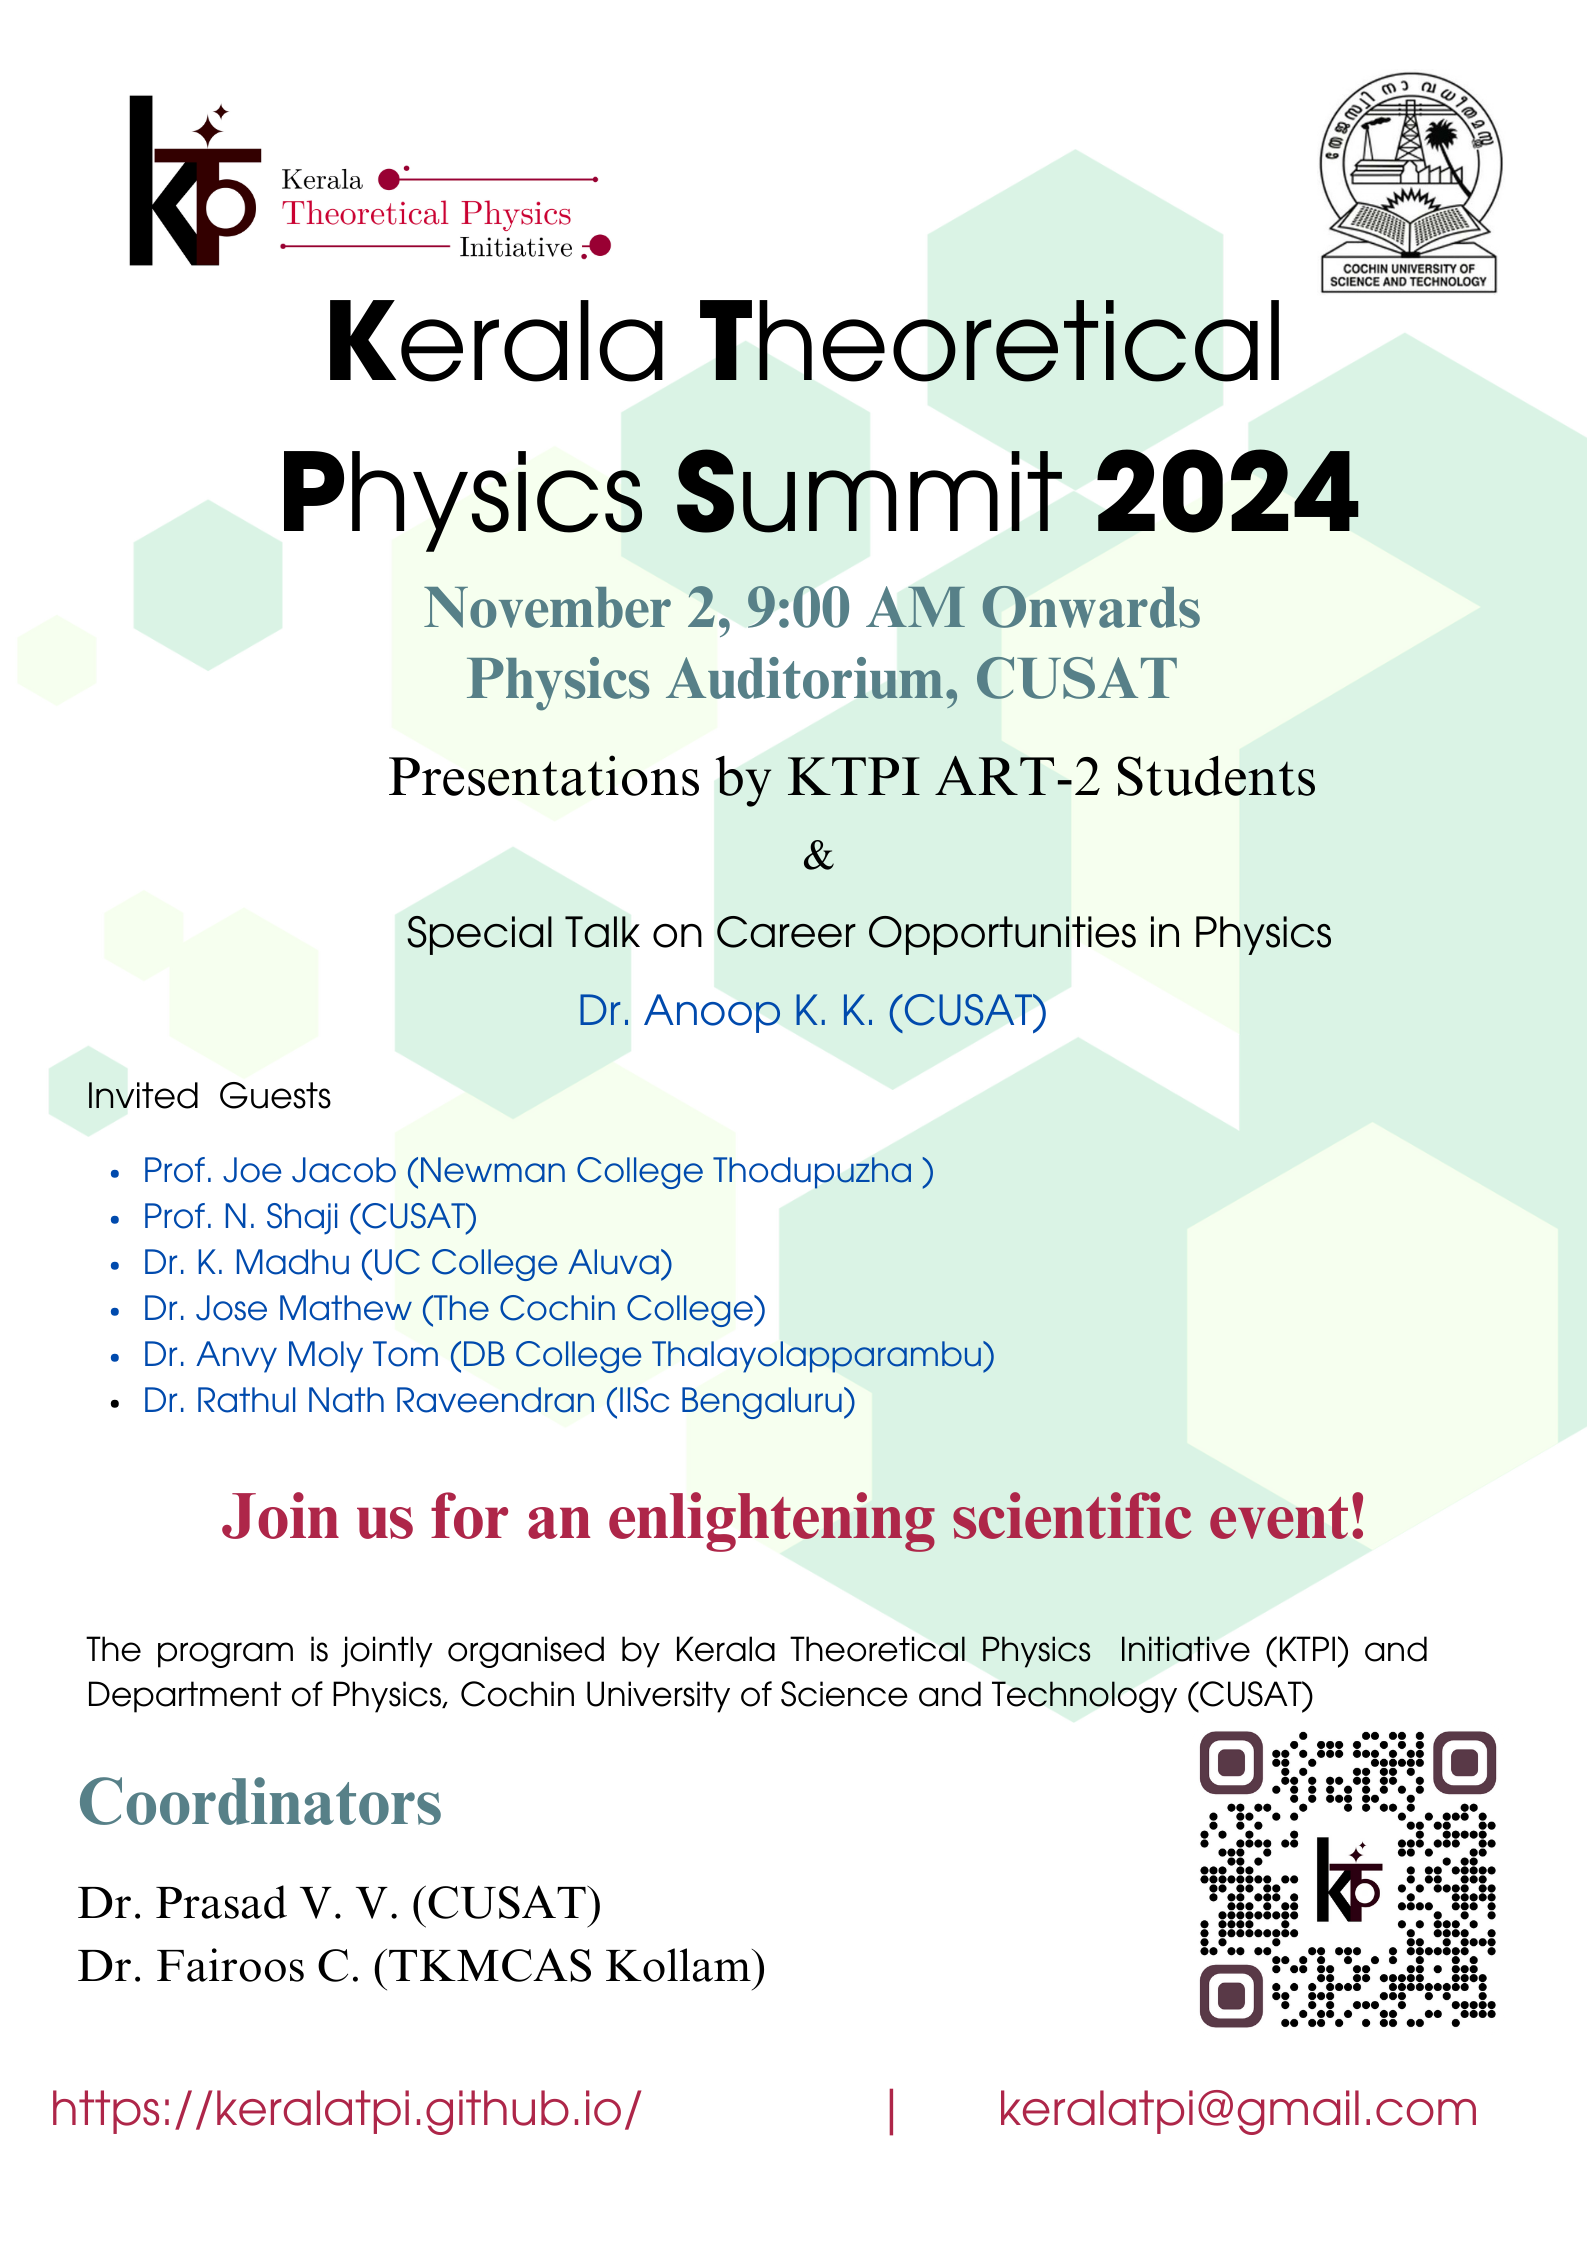 Kerala
Theoretical Physics
Initiative
തേജസ്വി നാ വധീതമസ്തു
COCHIN UNIVERSITY OF
SCIENCE AND TECHNOLOGY
Kerala Theoretical
Physics Summit 2024
November 2, 9:00 AM Onwards
Physics Auditorium, CUSAT
Presentations by KTPI ART-2 Students
&
Special Talk on Career Opportunities in Physics
Dr. Anoop K. K. (CUSAT)
Invited Guests
• Prof. Joe Jacob (Newman College Thodupuzha )
• Prof. N. Shaji (CUSAT)
• Dr. K. Madhu (UC College Aluva)
• Dr. Jose Mathew (The Cochin College)
• Dr. Anvy Moly Tom (DB College Thalayolapparambu)
• Dr. Rathul Nath Raveendran (IISc Bengaluru)
Join us for an enlightening scientific event!
The program is jointly organised by Kerala Theoretical Physics Initiative (KTPI) and
Department of Physics, Cochin University of Science and Technology (CUSAT)
Coordinators
Dr. Prasad V. V. (CUSAT)
Dr. Fairoos C. (TKMCAS Kollam)
https://keralatpi.github.io/ | keralatpi@gmail.com